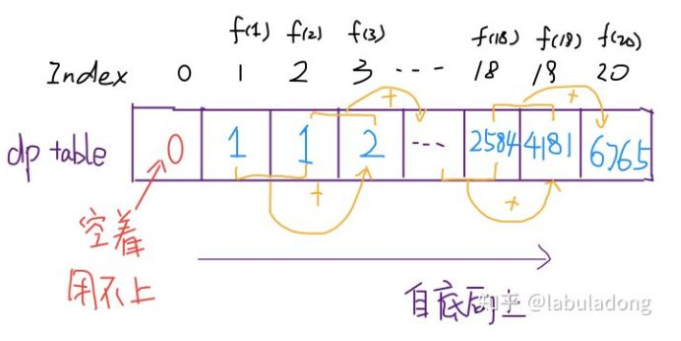 f(1) f(2) f(3) f(18) f(19) f(20)
Index 0 1 2 3 --- 18 19 20
dp table 0 1 1 2 --- 2584 4181 6765
+ + + +
空着
用不上
自底向上
知乎 @labuladong